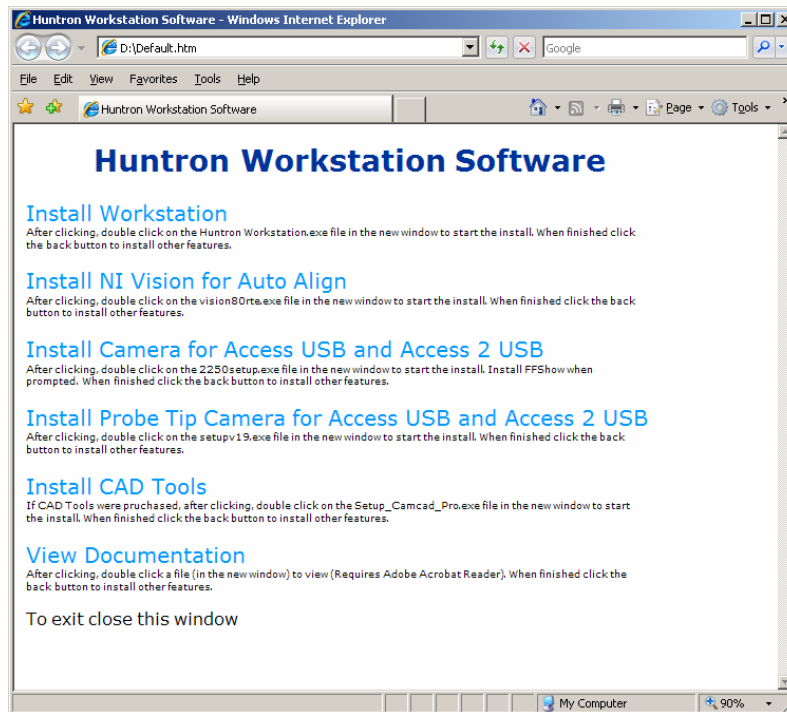 Huntron Workstation Software - Windows Internet Explorer
D:\Default.htm
Google
File Edit View Favorites Tools Help
Huntron Workstation Software
Page Tools
Huntron Workstation Software
Install Workstation
After clicking, double click on the Huntron Workstation.exe file in the new window to start the install. When finished click
the back button to install other features.
Install NI Vision for Auto Align
After clicking, double click on the vision80rte.exe file in the new window to start the install. When finished click the back
button to install other features.
Install Camera for Access USB and Access 2 USB
After clicking, double click on the 2250setup.exe file in the new window to start the install. Install FFShow when
prompted. When finished click the back button to install other features.
Install Probe Tip Camera for Access USB and Access 2 USB
After clicking, double click on the setupv19.exe file in the new window to start the install. When finished click the back
button to install other features.
Install CAD Tools
If CAD Tools were pruchased, after clicking, double click on the Setup_Camcad_Pro.exe file in the new window to start
the install. When finished click the back button to install other features.
View Documentation
After clicking, double click a file (in the new window) to view (Requires Adobe Acrobat Reader). When finished click the
back button to install other features.
To exit close this window
My Computer
90%